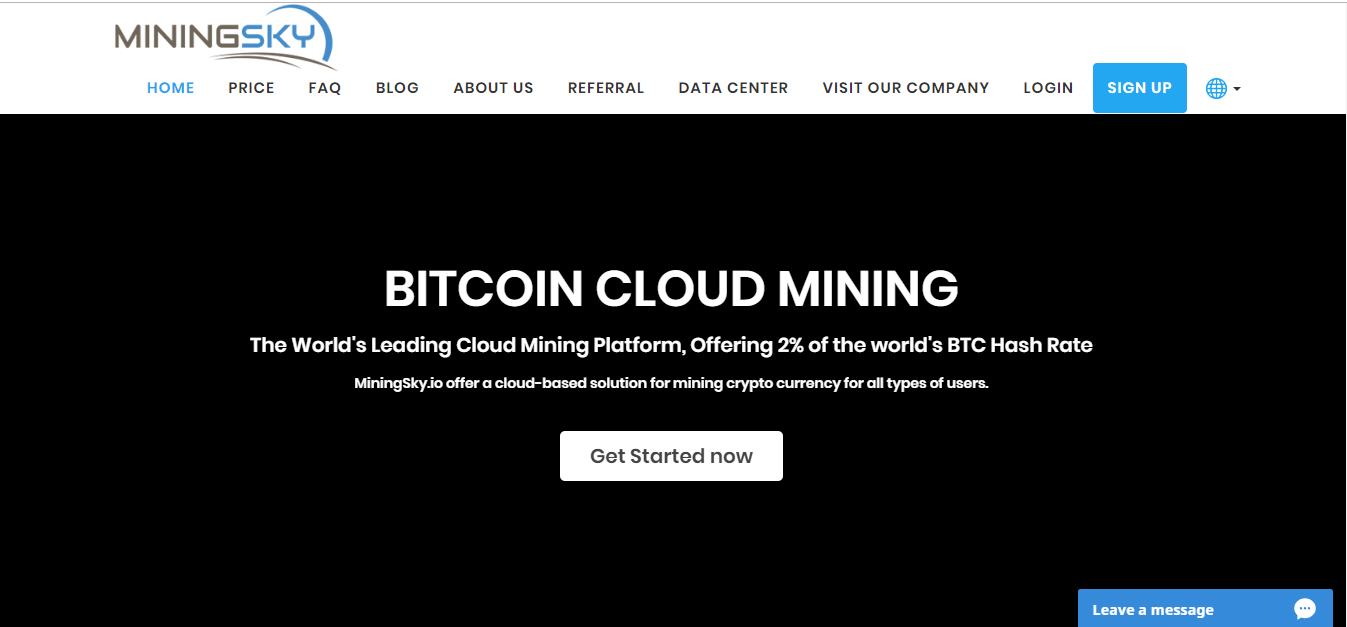 MININGSKY
HOME PRICE FAQ BLOG ABOUT US REFERRAL DATA CENTER VISIT OUR COMPANY LOGIN SIGN UP
BITCOIN CLOUD MINING
The World's Leading Cloud Mining Platform, Offering 2% of the world's BTC Hash Rate
MiningSky.io offer a cloud-based solution for mining crypto currency for all types of users.
Get Started now
Leave a message